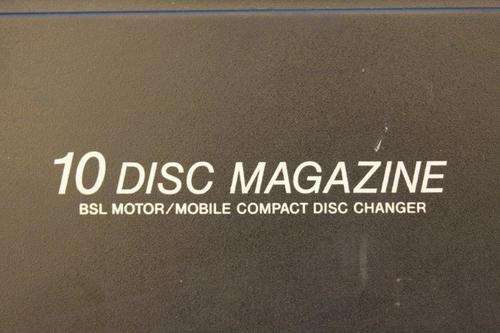 10 DISC MAGAZINE
BSL MOTOR/MOBILE COMPACT DISC CHANGER